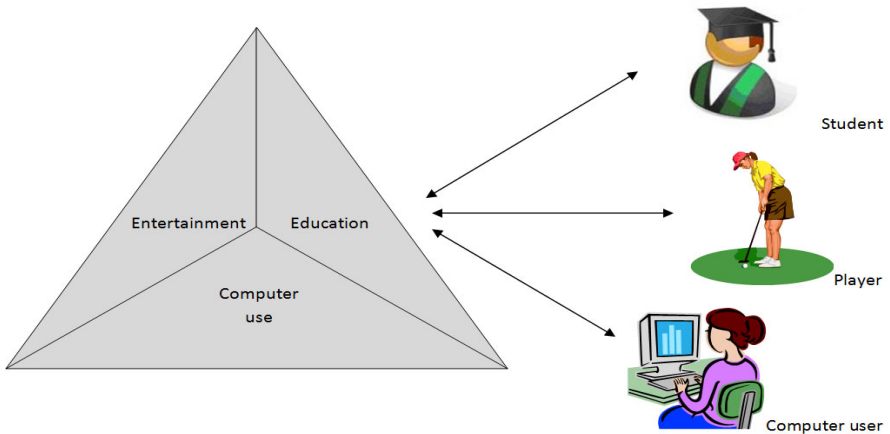 Entertainment
Education
Computer
use
Student
Player
Computer user